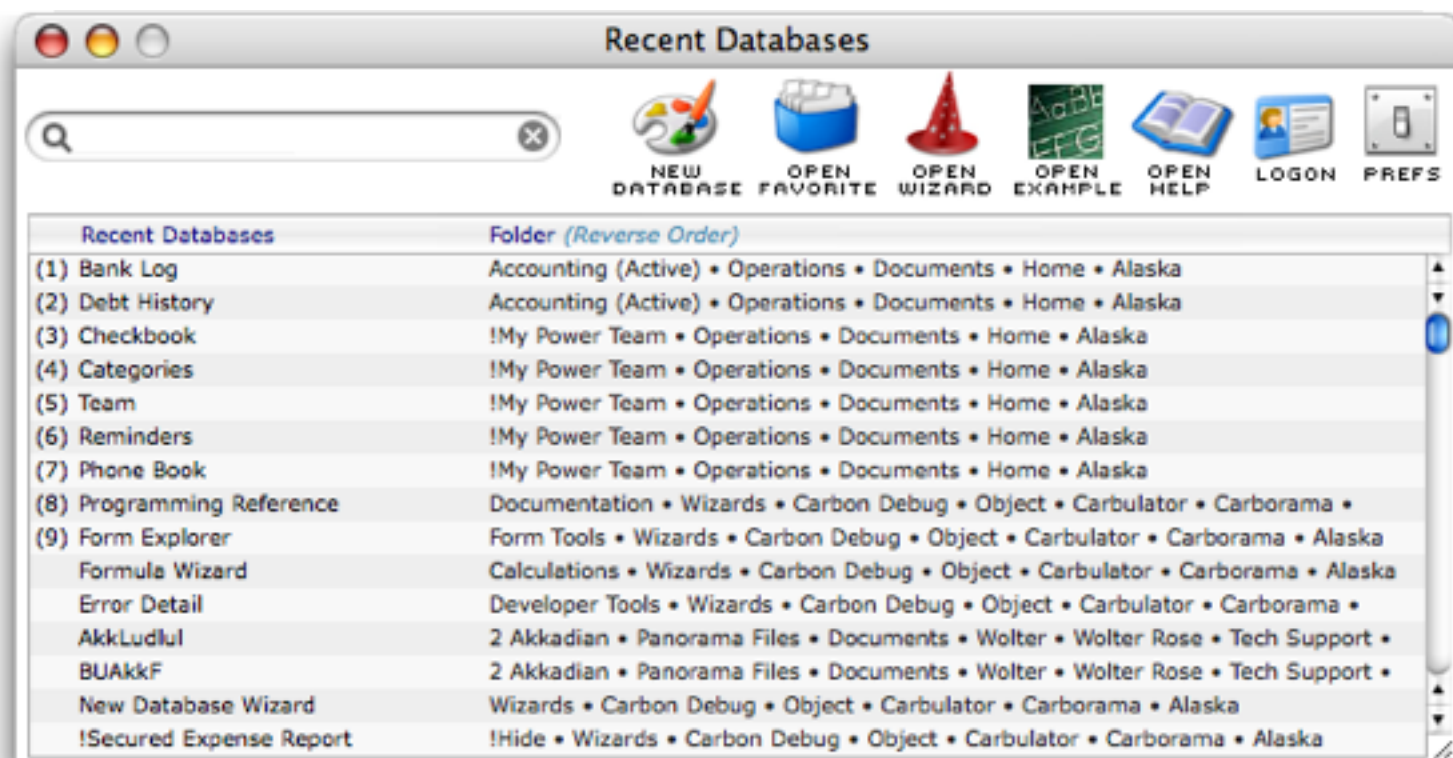 Recent Databases
NEW DATABASE
OPEN FAVORITE
OPEN WIZARD
AaBb
EFG
OPEN EXAMPLE
OPEN HELP
LOGON
PREFS
Recent Databases Folder (Reverse Order)
(1) Bank Log Accounting (Active) • Operations • Documents • Home • Alaska
(2) Debt History Accounting (Active) • Operations • Documents • Home • Alaska
(3) Checkbook !My Power Team • Operations • Documents • Home • Alaska
(4) Categories !My Power Team • Operations • Documents • Home • Alaska
(5) Team !My Power Team • Operations • Documents • Home • Alaska
(6) Reminders !My Power Team • Operations • Documents • Home • Alaska
(7) Phone Book !My Power Team • Operations • Documents • Home • Alaska
(8) Programming Reference Documentation • Wizards • Carbon Debug • Object • Carbulator • Carborama •
(9) Form Explorer Form Tools • Wizards • Carbon Debug • Object • Carbulator • Carborama • Alaska
Formula Wizard Calculations • Wizards • Carbon Debug • Object • Carbulator • Carborama • Alaska
Error Detail Developer Tools • Wizards • Carbon Debug • Object • Carbulator • Carborama •
AkkLudlul 2 Akkadian • Panorama Files • Documents • Wolter • Wolter Rose • Tech Support •
BUAkkF 2 Akkadian • Panorama Files • Documents • Wolter • Wolter Rose • Tech Support •
New Database Wizard Wizards • Carbon Debug • Object • Carbulator • Carborama • Alaska
!Secured Expense Report !Hide • Wizards • Carbon Debug • Object • Carbulator • Carborama • Alaska